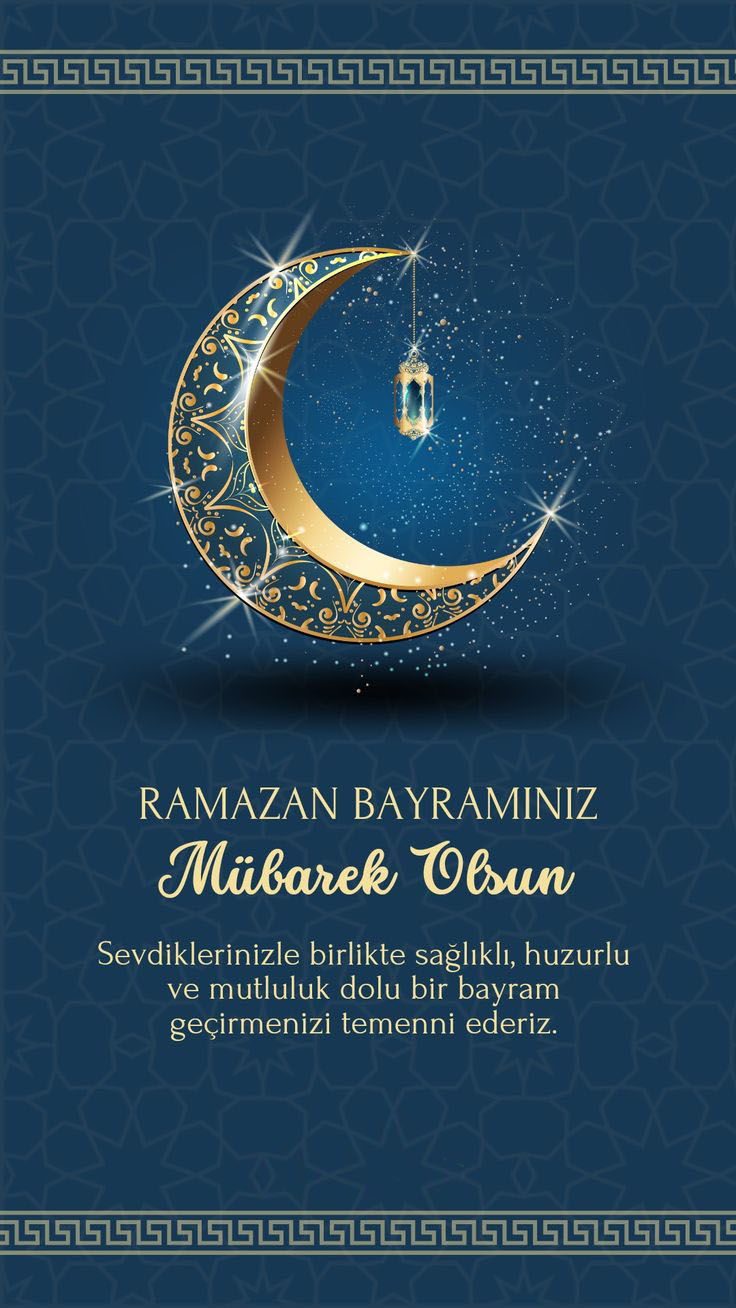 RAMAZAN BAYRAMINIZ
Mübarek Olsun
Sevdiklerinizle birlikte sağlıklı, huzurlu
ve mutluluk dolu bir bayram
geçirmenizi temenni ederiz.